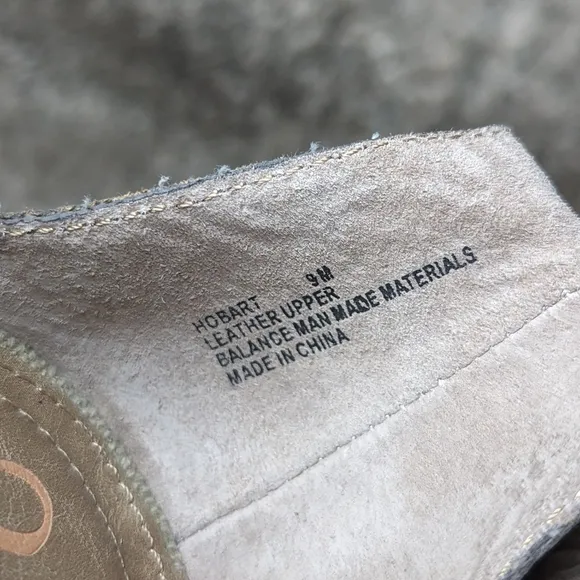 HOBART 9M
LEATHER UPPER
BALANCE MAN MADE MATERIALS
MADE IN CHINA